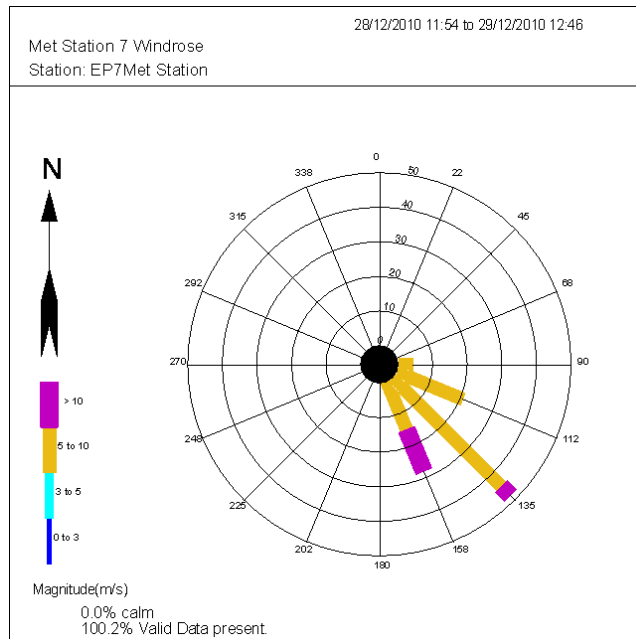 28/12/2010 11:54 to 29/12/2010 12:46
Met Station 7 Windrose
Station: EP7Met Station
N
0
22
45
68
90
112
135
158
180
202
225
248
270
292
315
338
50
40
30
20
10
0
> 10
5 to 10
3 to 5
0 to 3
Magnitude(m/s)
0.0% calm
100.2% Valid Data present.